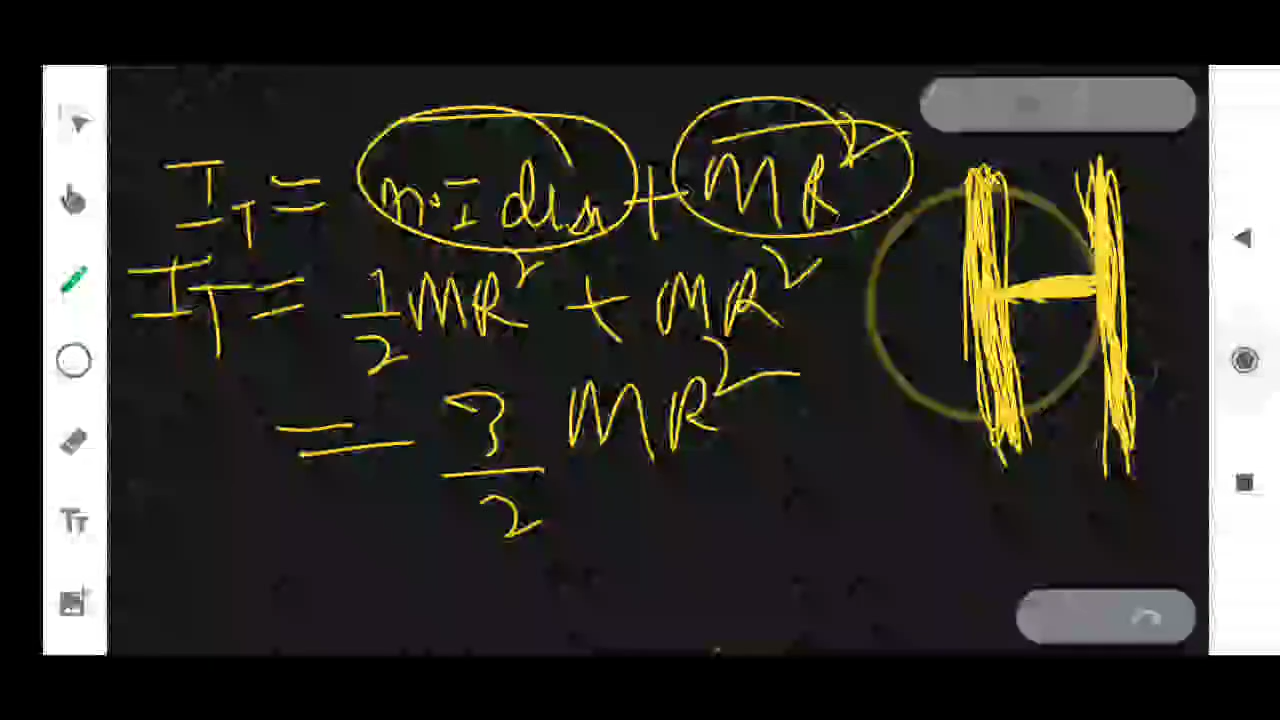 I_T = m.I disc + MR²
I_T = 1/2 MR² + MR²
= 3/2 MR²